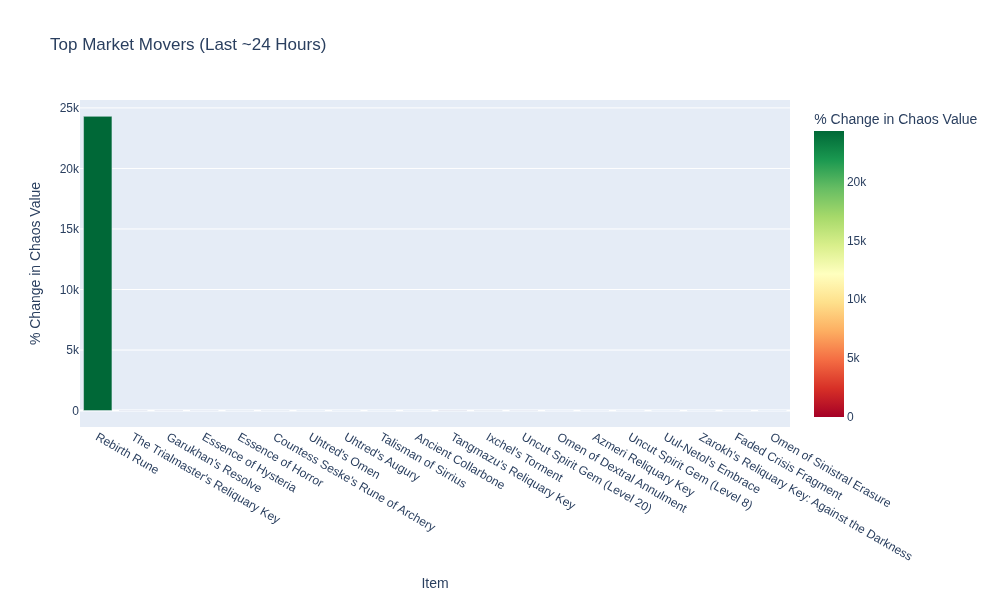 Top Market Movers (Last ~24 Hours)
% Change in Chaos Value
25k
20k
15k
10k
5k
0
Rebirth Rune
The Trialmaster's Reliquary Key
Garukhan's Resolve
Essence of Hysteria
Essence of Horror
Countess Seske's Rune of Archery
Uhtred's Omen
Uhtred's Augury
Talisman of Sirrius
Ancient Collarbone
Tangmazu's Reliquary Key
Ixchel's Torment
Uncut Spirit Gem (Level 20)
Omen of Dextral Annulment
Azmeri Reliquary Key
Uncut Spirit Gem (Level 8)
Uul-Netol's Embrace
Zarokh's Reliquary Key: Against the Darkness
Faded Crisis Fragment
Omen of Sinistral Erasure
Item
% Change in Chaos Value
20k
15k
10k
5k
0